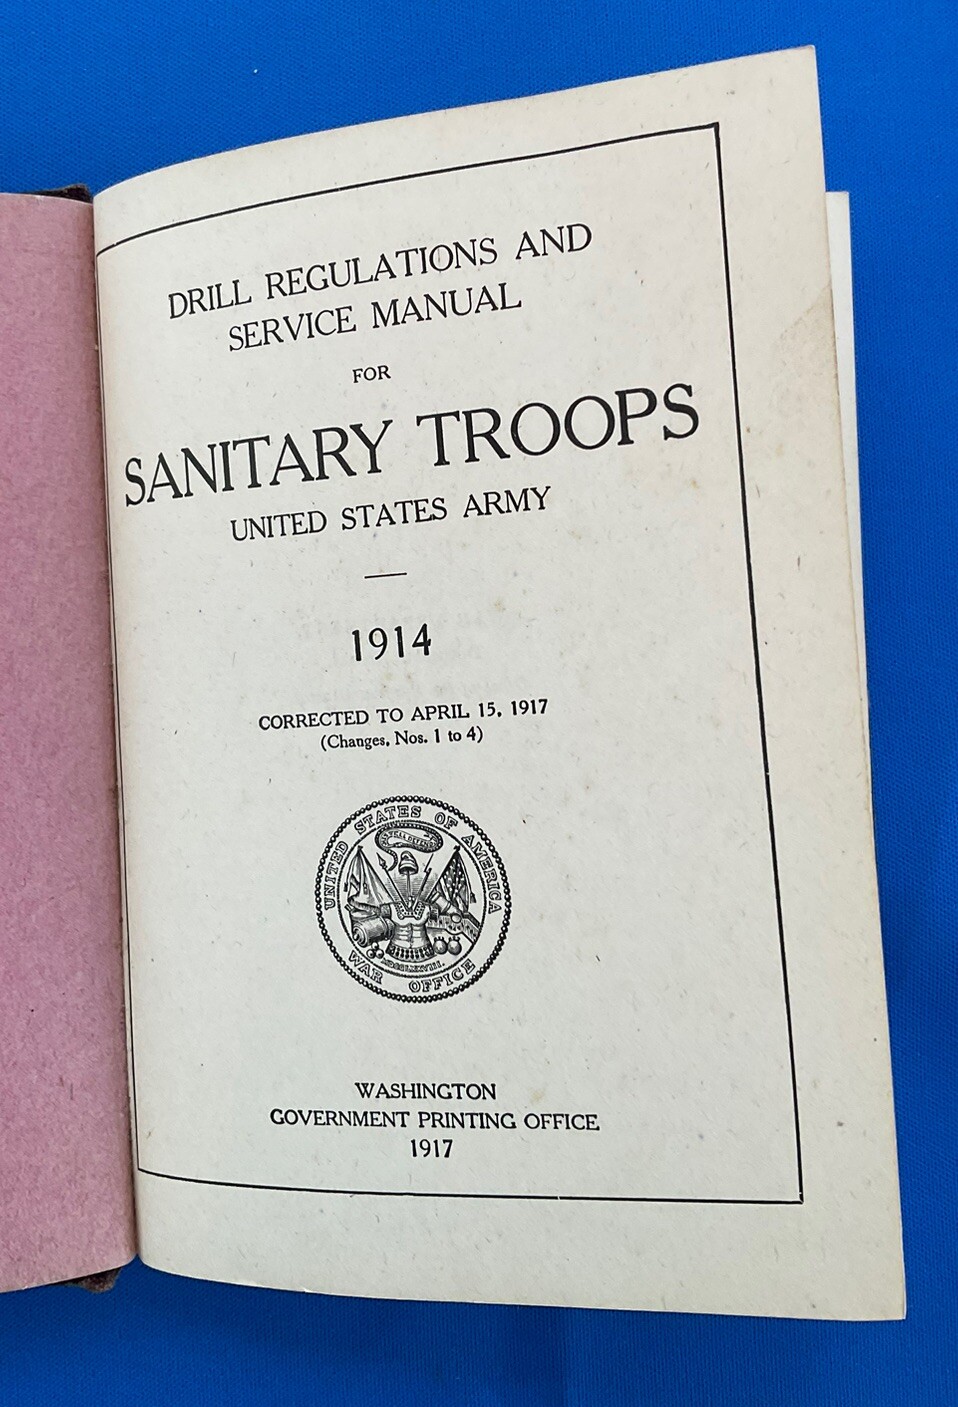 DRILL REGULATIONS AND
SERVICE MANUAL
FOR
SANITARY TROOPS
UNITED STATES ARMY
1914
CORRECTED TO APRIL 15, 1917
(Changes, Nos. 1 to 4)
UNITED STATES OF AMERICA
WAR OFFICE
WASHINGTON
GOVERNMENT PRINTING OFFICE
1917